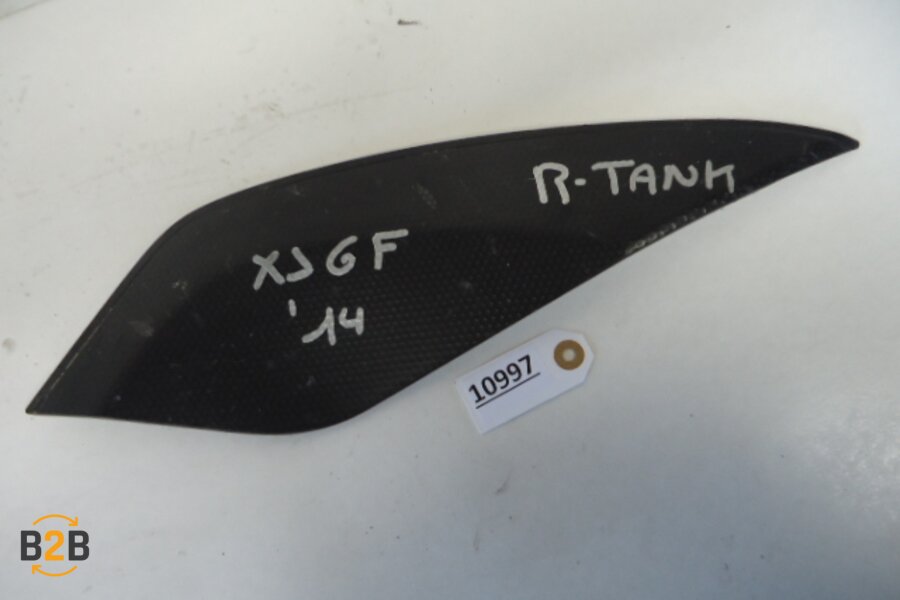 R-TANK
XJ6F
'14
10997
B2B